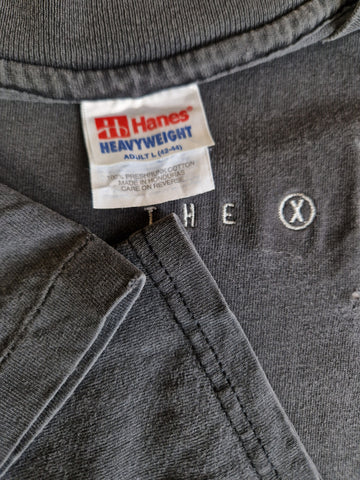 Hanes®
HEAVYWEIGHT
ADULT L (42-44)
100% PRESHRUNK COTTON
MADE IN HONDURAS
CARE ON REVERSE
THE X